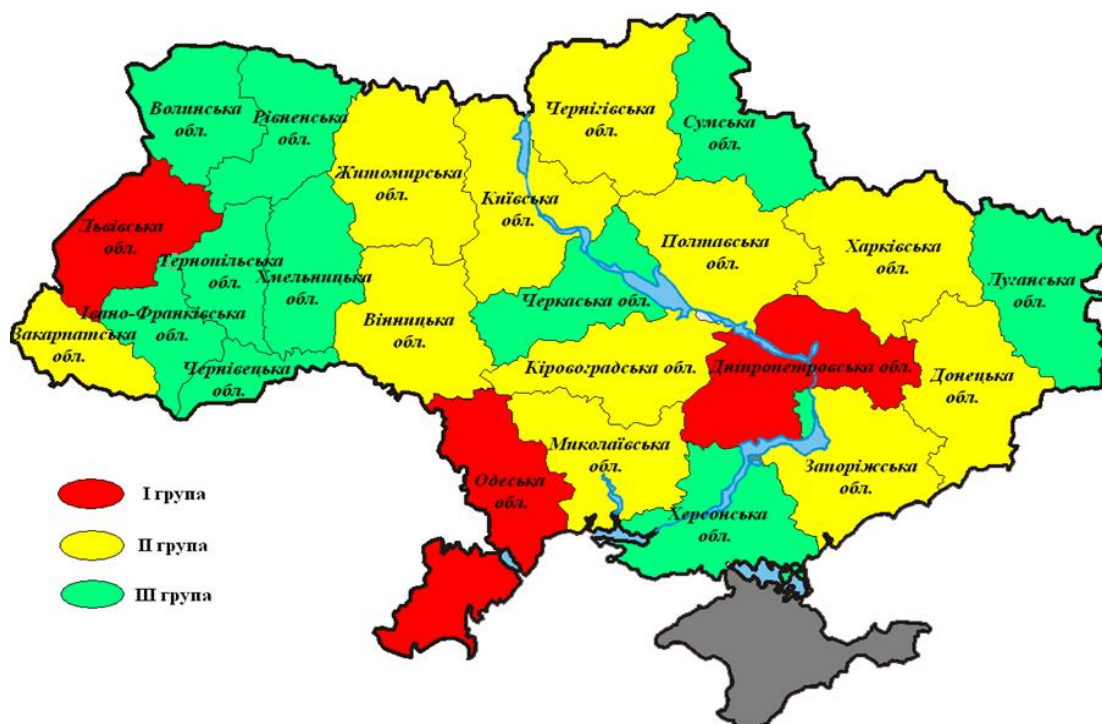 Волинська
обл.
Рівненська
обл.
Чернігівська
обл.
Сумська
обл.
Житомирська
обл.
Київська
обл.
Львівська
обл.
Тернопільська
обл.
Хмельницька
обл.
Полтавська
обл.
Харківська
обл.
Луганська
обл.
Черкаська обл.
Івано-Франківська
обл.
Закарпатська
обл.
Вінницька
обл.
Чернівецька
обл.
Кіровоградська обл.
Дніпропетровська обл.
Донецька
обл.
Миколаївська
обл.
Запоріжська
обл.
Одеська
обл.
Херсонська
обл.
І група
ІІ група
ІІІ група